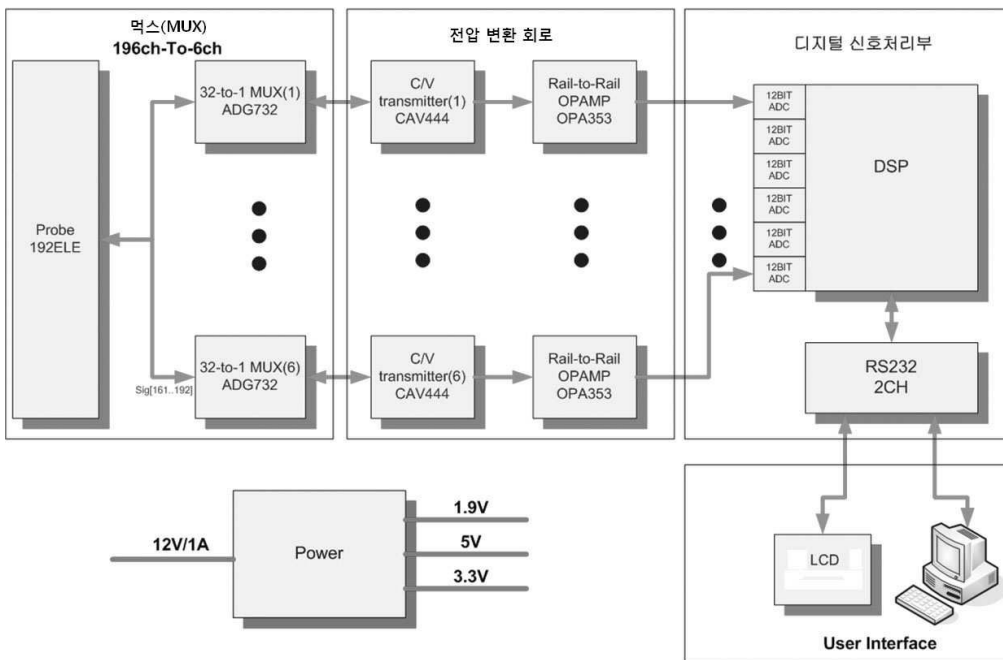 먹스(MUX)
196ch-To-6ch
Probe
192ELE
32-to-1 MUX(1)
ADG732
32-to-1 MUX(6)
ADG732
Sig[161..192]
전압 변환 회로
C/V
transmitter(1)
CAV444
Rail-to-Rail
OPAMP
OPA353
C/V
transmitter(6)
CAV444
Rail-to-Rail
OPAMP
OPA353
디지털 신호처리부
12BIT
ADC
12BIT
ADC
12BIT
ADC
12BIT
ADC
12BIT
ADC
12BIT
ADC
DSP
RS232
2CH
12V/1A
Power
1.9V
5V
3.3V
LCD
User Interface